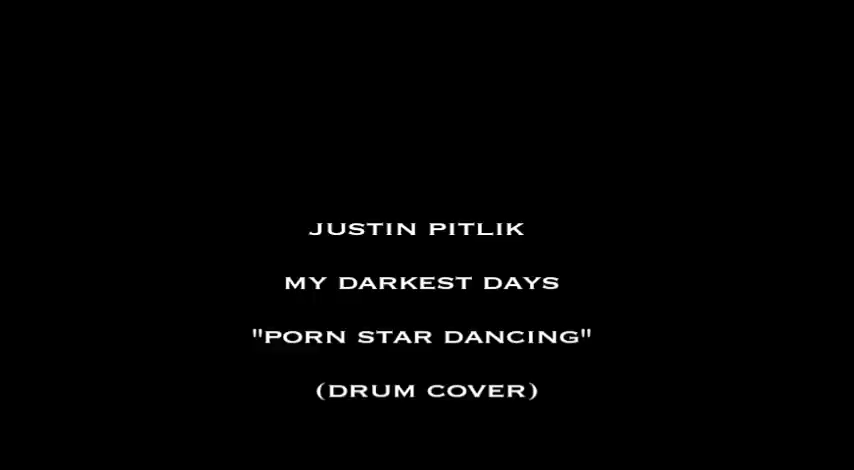 JUSTIN PITLIK
MY DARKEST DAYS
"PORN STAR DANCING"
(DRUM COVER)